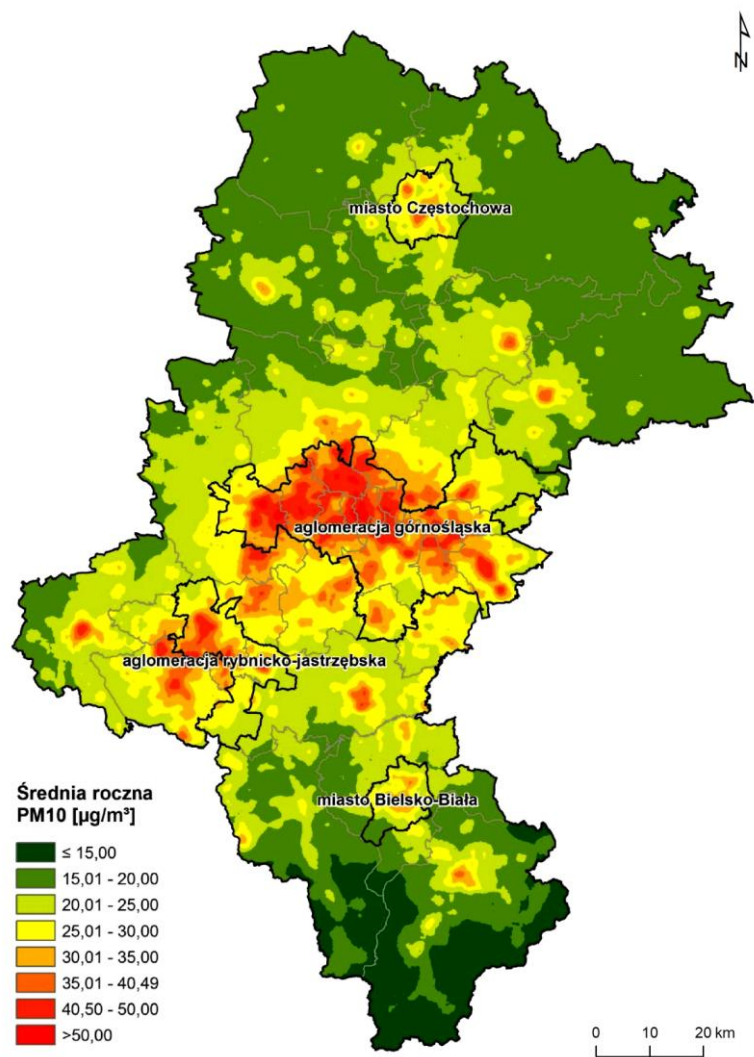 N
miasto Częstochowa
aglomeracja górnośląska
aglomeracja rybnicko-jastrzębska
miasto Bielsko-Biała
Średnia roczna
PM10 [µg/m³]
≤ 15,00
15,01 - 20,00
20,01 - 25,00
25,01 - 30,00
30,01 - 35,00
35,01 - 40,49
40,50 - 50,00
>50,00
0 10 20 km